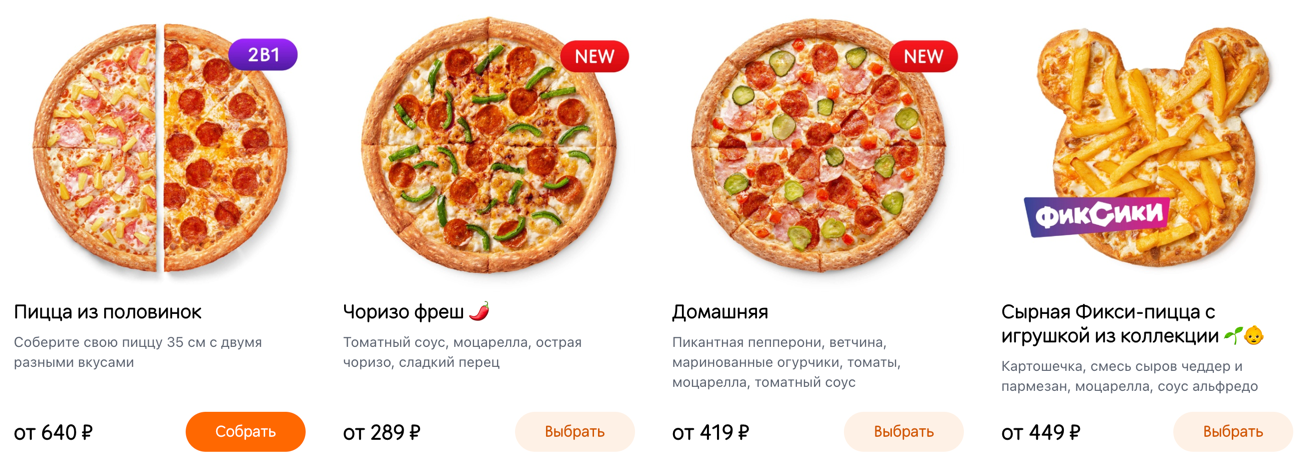 2В1
NEW
NEW
ФИКСИКИ
Пицца из половинок
Соберите свою пиццу 35 см с двумя
разными вкусами
от 640 ₽
Собрать
Чоризо фреш 🌶️
Томатный соус, моцарелла, острая
чоризо, сладкий перец
от 289 ₽
Выбрать
Домашняя
Пикантная пепперони, ветчина,
маринованные огурчики, томаты,
моцарелла, томатный соус
от 419 ₽
Выбрать
Сырная Фикси-пицца с
игрушкой из коллекции 🌱👶
Картошечка, смесь сыров чеддер и
пармезан, моцарелла, соус альфредо
от 449 ₽
Выбрать